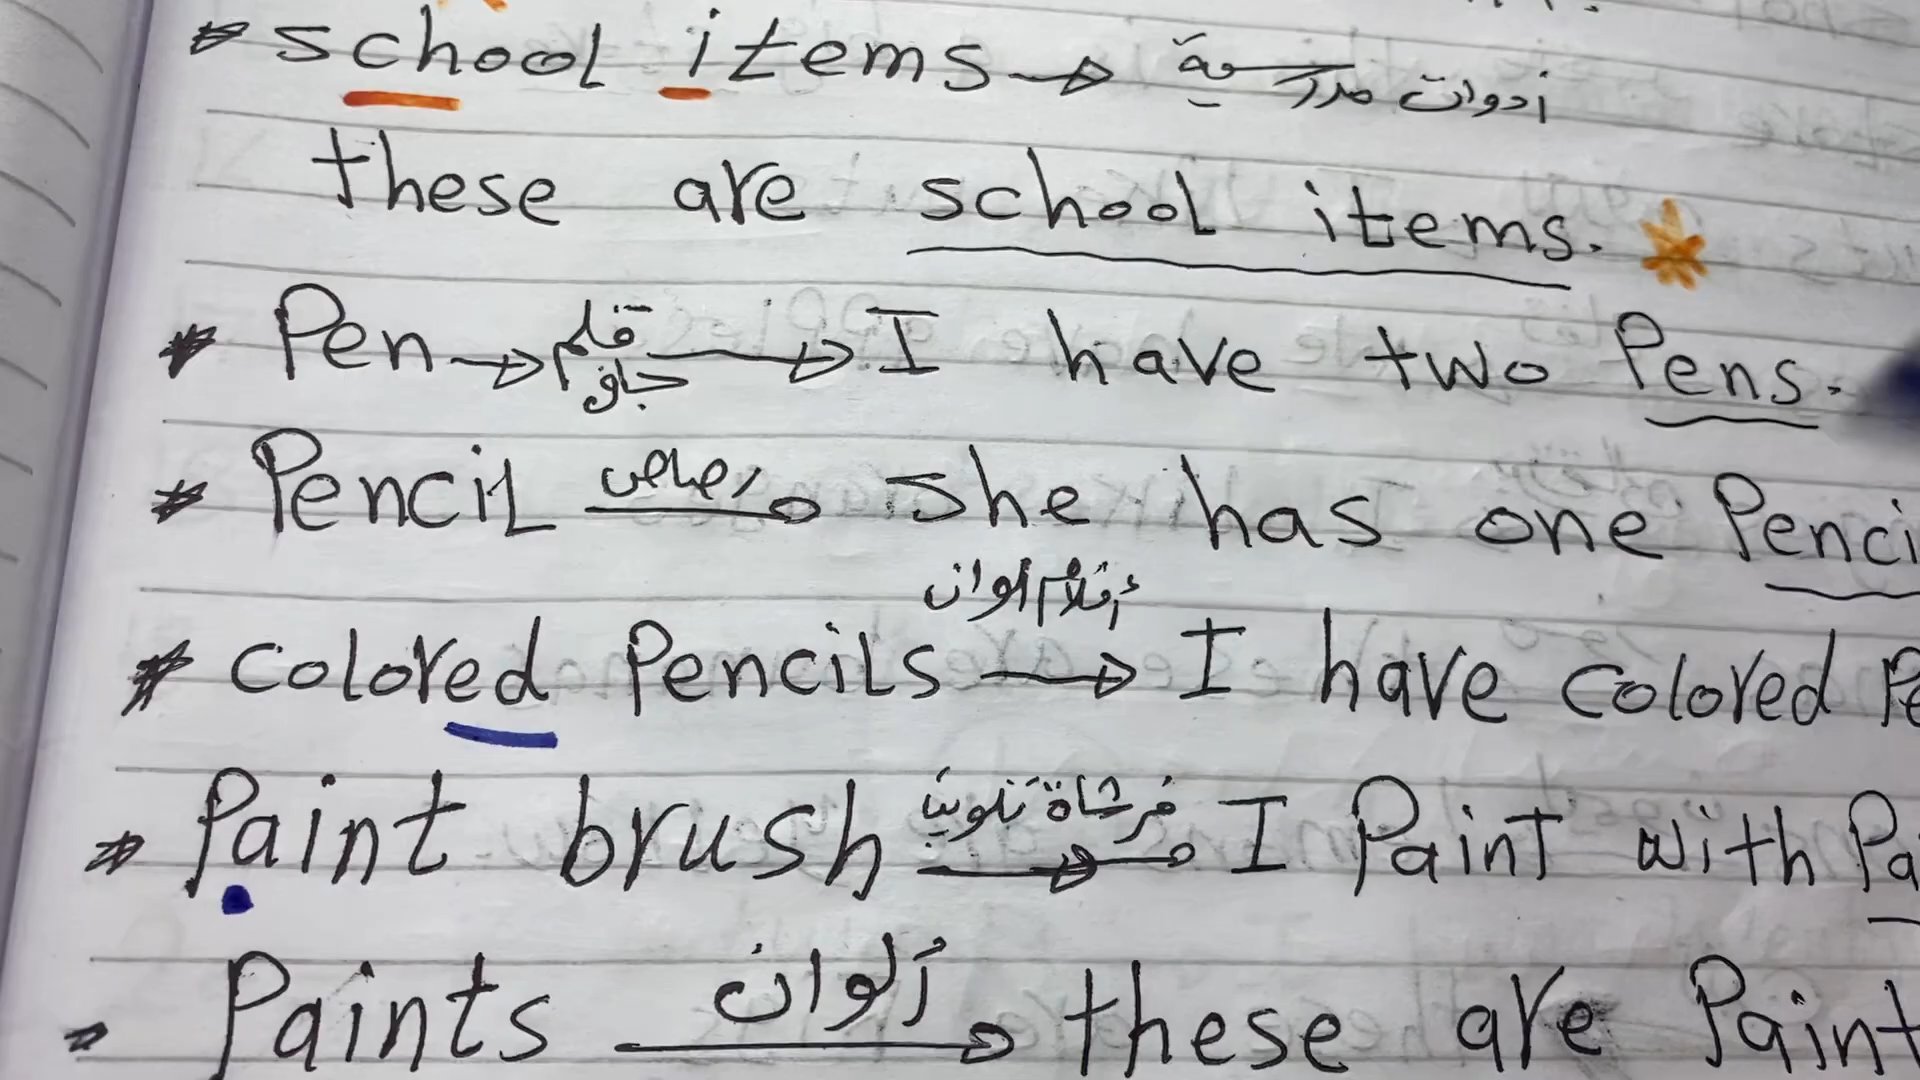 school items → أدوات مدرسية
these are school items.
Pen → قلم جاف → I have two Pens.
Pencil رصاص she has one Penci
أقلام ألوان
colored Pencils → I have colored Pe
Paint brush فرشاة تلوين I Paint with Pa
Paints ألوان these are Paint